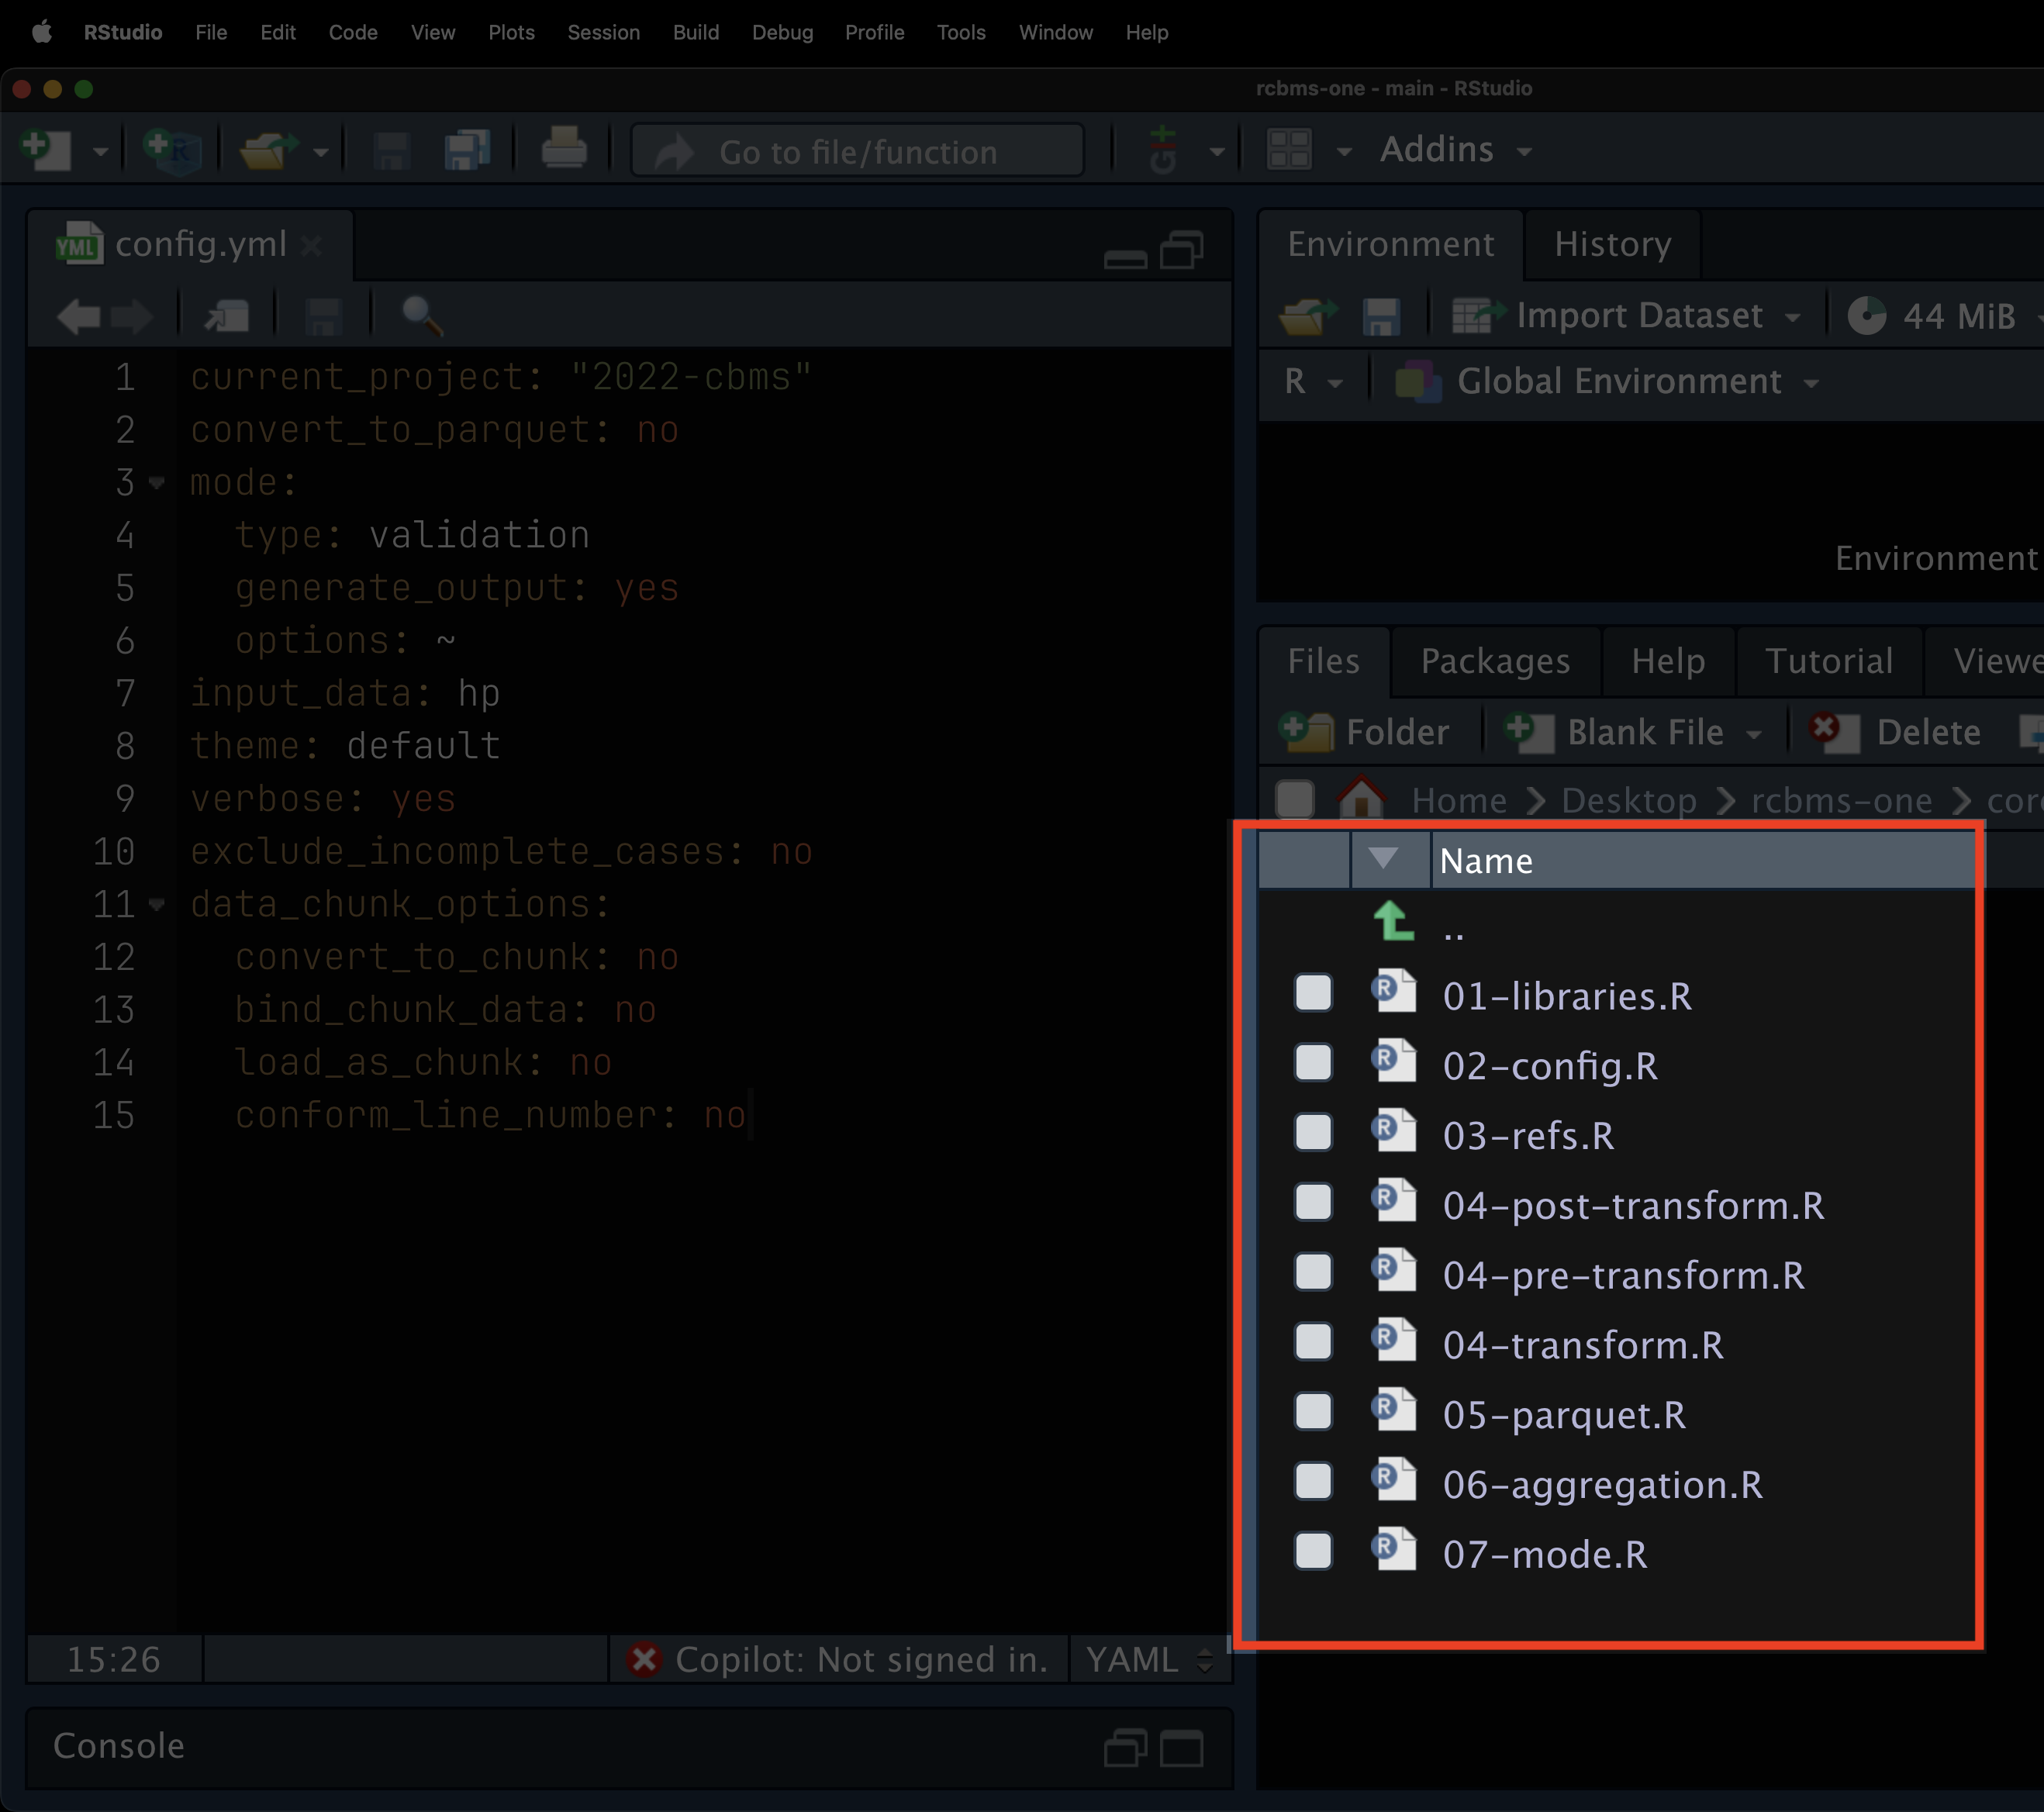 RStudio File Edit Code View Plots Session Build Debug Profile Tools Window Help
rcbms-one - main - RStudio
Go to file/function
Git
Addins
YML config.yml
1 current_project: "2022-cbms"
2 convert_to_parquet: no
3 mode:
4 type: validation
5 generate_output: yes
6 options: ~
7 input_data: hp
8 theme: default
9 verbose: yes
10 exclude_incomplete_cases: no
11 data_chunk_options:
12 convert_to_chunk: no
13 bind_chunk_data: no
14 load_as_chunk: no
15 conform_line_number: no
15:26
Copilot: Not signed in.
YAML
Console
Environment History
Import Dataset 44 MiB
R Global Environment
Environment
Files Packages Help Tutorial Viewe
Folder Blank File Delete
Home Desktop rcbms-one cor
Name
..
01-libraries.R
02-config.R
03-refs.R
04-post-transform.R
04-pre-transform.R
04-transform.R
05-parquet.R
06-aggregation.R
07-mode.R